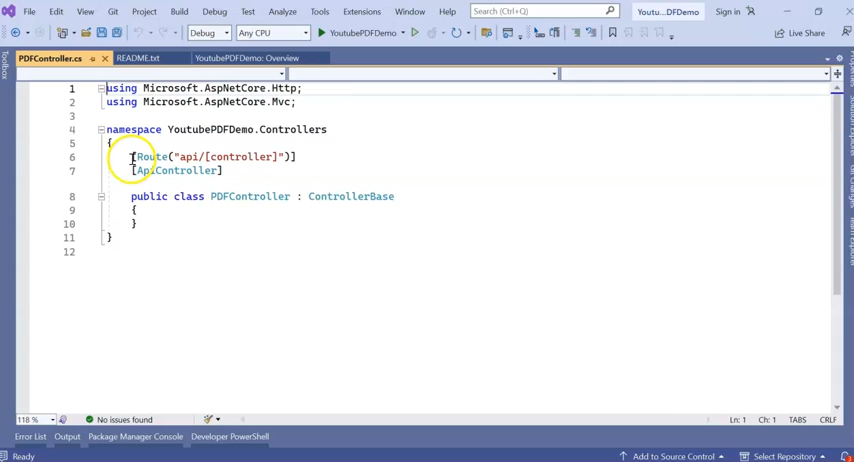 File Edit View Git Project Build Debug Test Analyze Tools Extensions Window Help Search (Ctrl+Q) Youtu...DFDemo Sign in
Debug Any CPU YoutubePDFDemo Live Share
PDFController.cs README.txt YoutubePDFDemo: Overview
Toolbox
1 using Microsoft.AspNetCore.Http;
2 using Microsoft.AspNetCore.Mvc;
3
4 namespace YoutubePDFDemo.Controllers
5 {
6 [Route("api/[controller]")]
7 [ApiController]
8 public class PDFController : ControllerBase
9 {
10 }
11 }
12
118 % No issues found Ln: 1 Ch: 1 TABS CRLF
Error List Output Package Manager Console Developer PowerShell
Ready Add to Source Control Select Repository